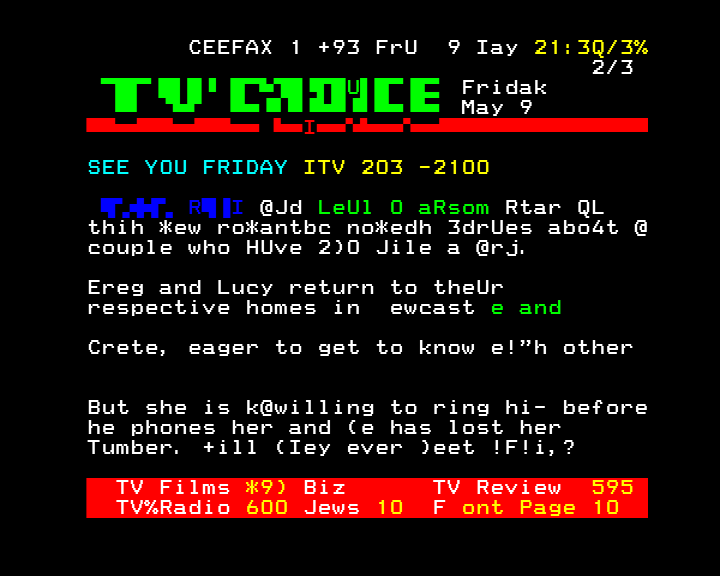 CEEFAX 1 +93 FrU  9 Iay 21:3Q/3%
2/3
TV CHOICE Fridak
May 9
SEE YOU FRIDAY ITV 203 -2100
@Jd LeUl O aRsom Rtar QL
thih *ew ro*antbc no*edh 3drUes abo4t @
couple who HUve 2)O Jile a @rj.
Ereg and Lucy return to theUr
respective homes in  ewcast e and
Crete, eager to get to know e!”h other
But she is k@willing to ring hi- before
he phones her and (e has lost her
Tumber. +ill (Iey ever )eet !F!i,?
TV Films *9) Biz TV Review 595
TV%Radio 600 Jews 10 F ont Page 10